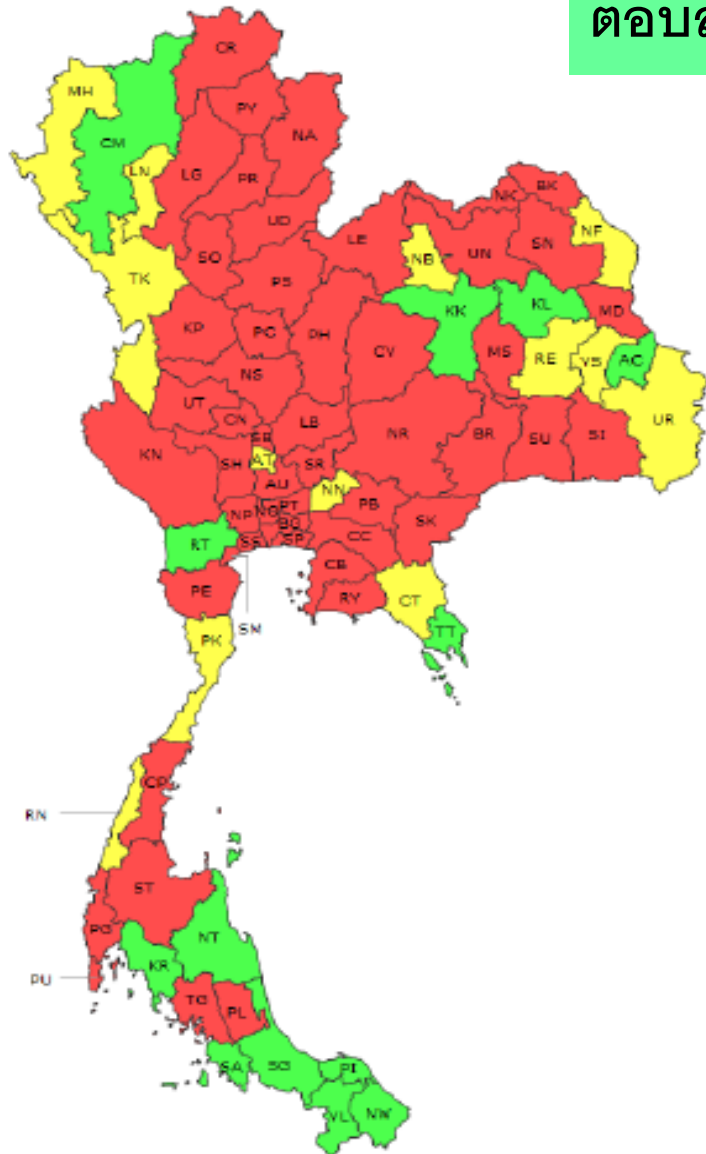 ตอบส
CR
MH
PY
CM
NA
LN
LG
PR
BK
NK
UD
NF
LE
SN
SO
UN
NB
TK
PS
KK
KL
MD
KP
PC
PH
CY
MS
RE
YS
AC
NS
UT
UR
CN
LB
SB
NR
BR
SU
SI
KN
SH
AT
SR
AU
NN
PB
NP
PT
SK
RT
SS
SP
CC
CB
PE
RY
CT
SM
TT
PK
CP
RN
ST
PG
NT
KR
PU
TG
PL
SA
SG
PI
YL
NW